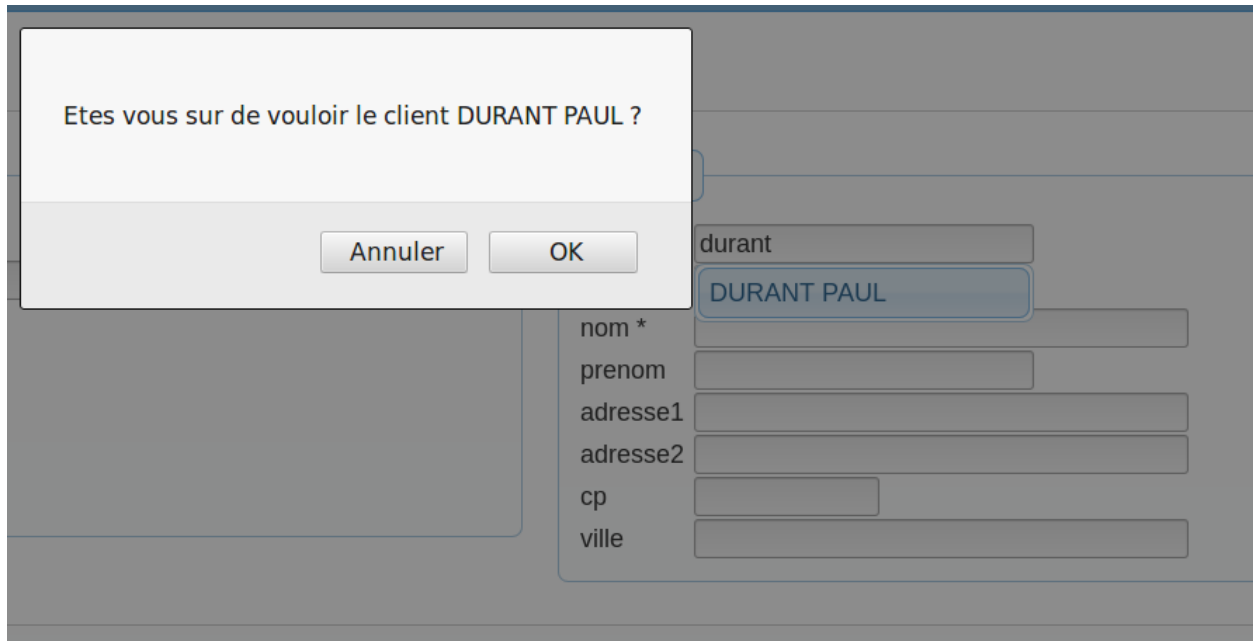 Etes vous sur de vouloir le client DURANT PAUL ?
Annuler
OK
durant
DURANT PAUL
nom *
prenom
adresse1
adresse2
cp
ville